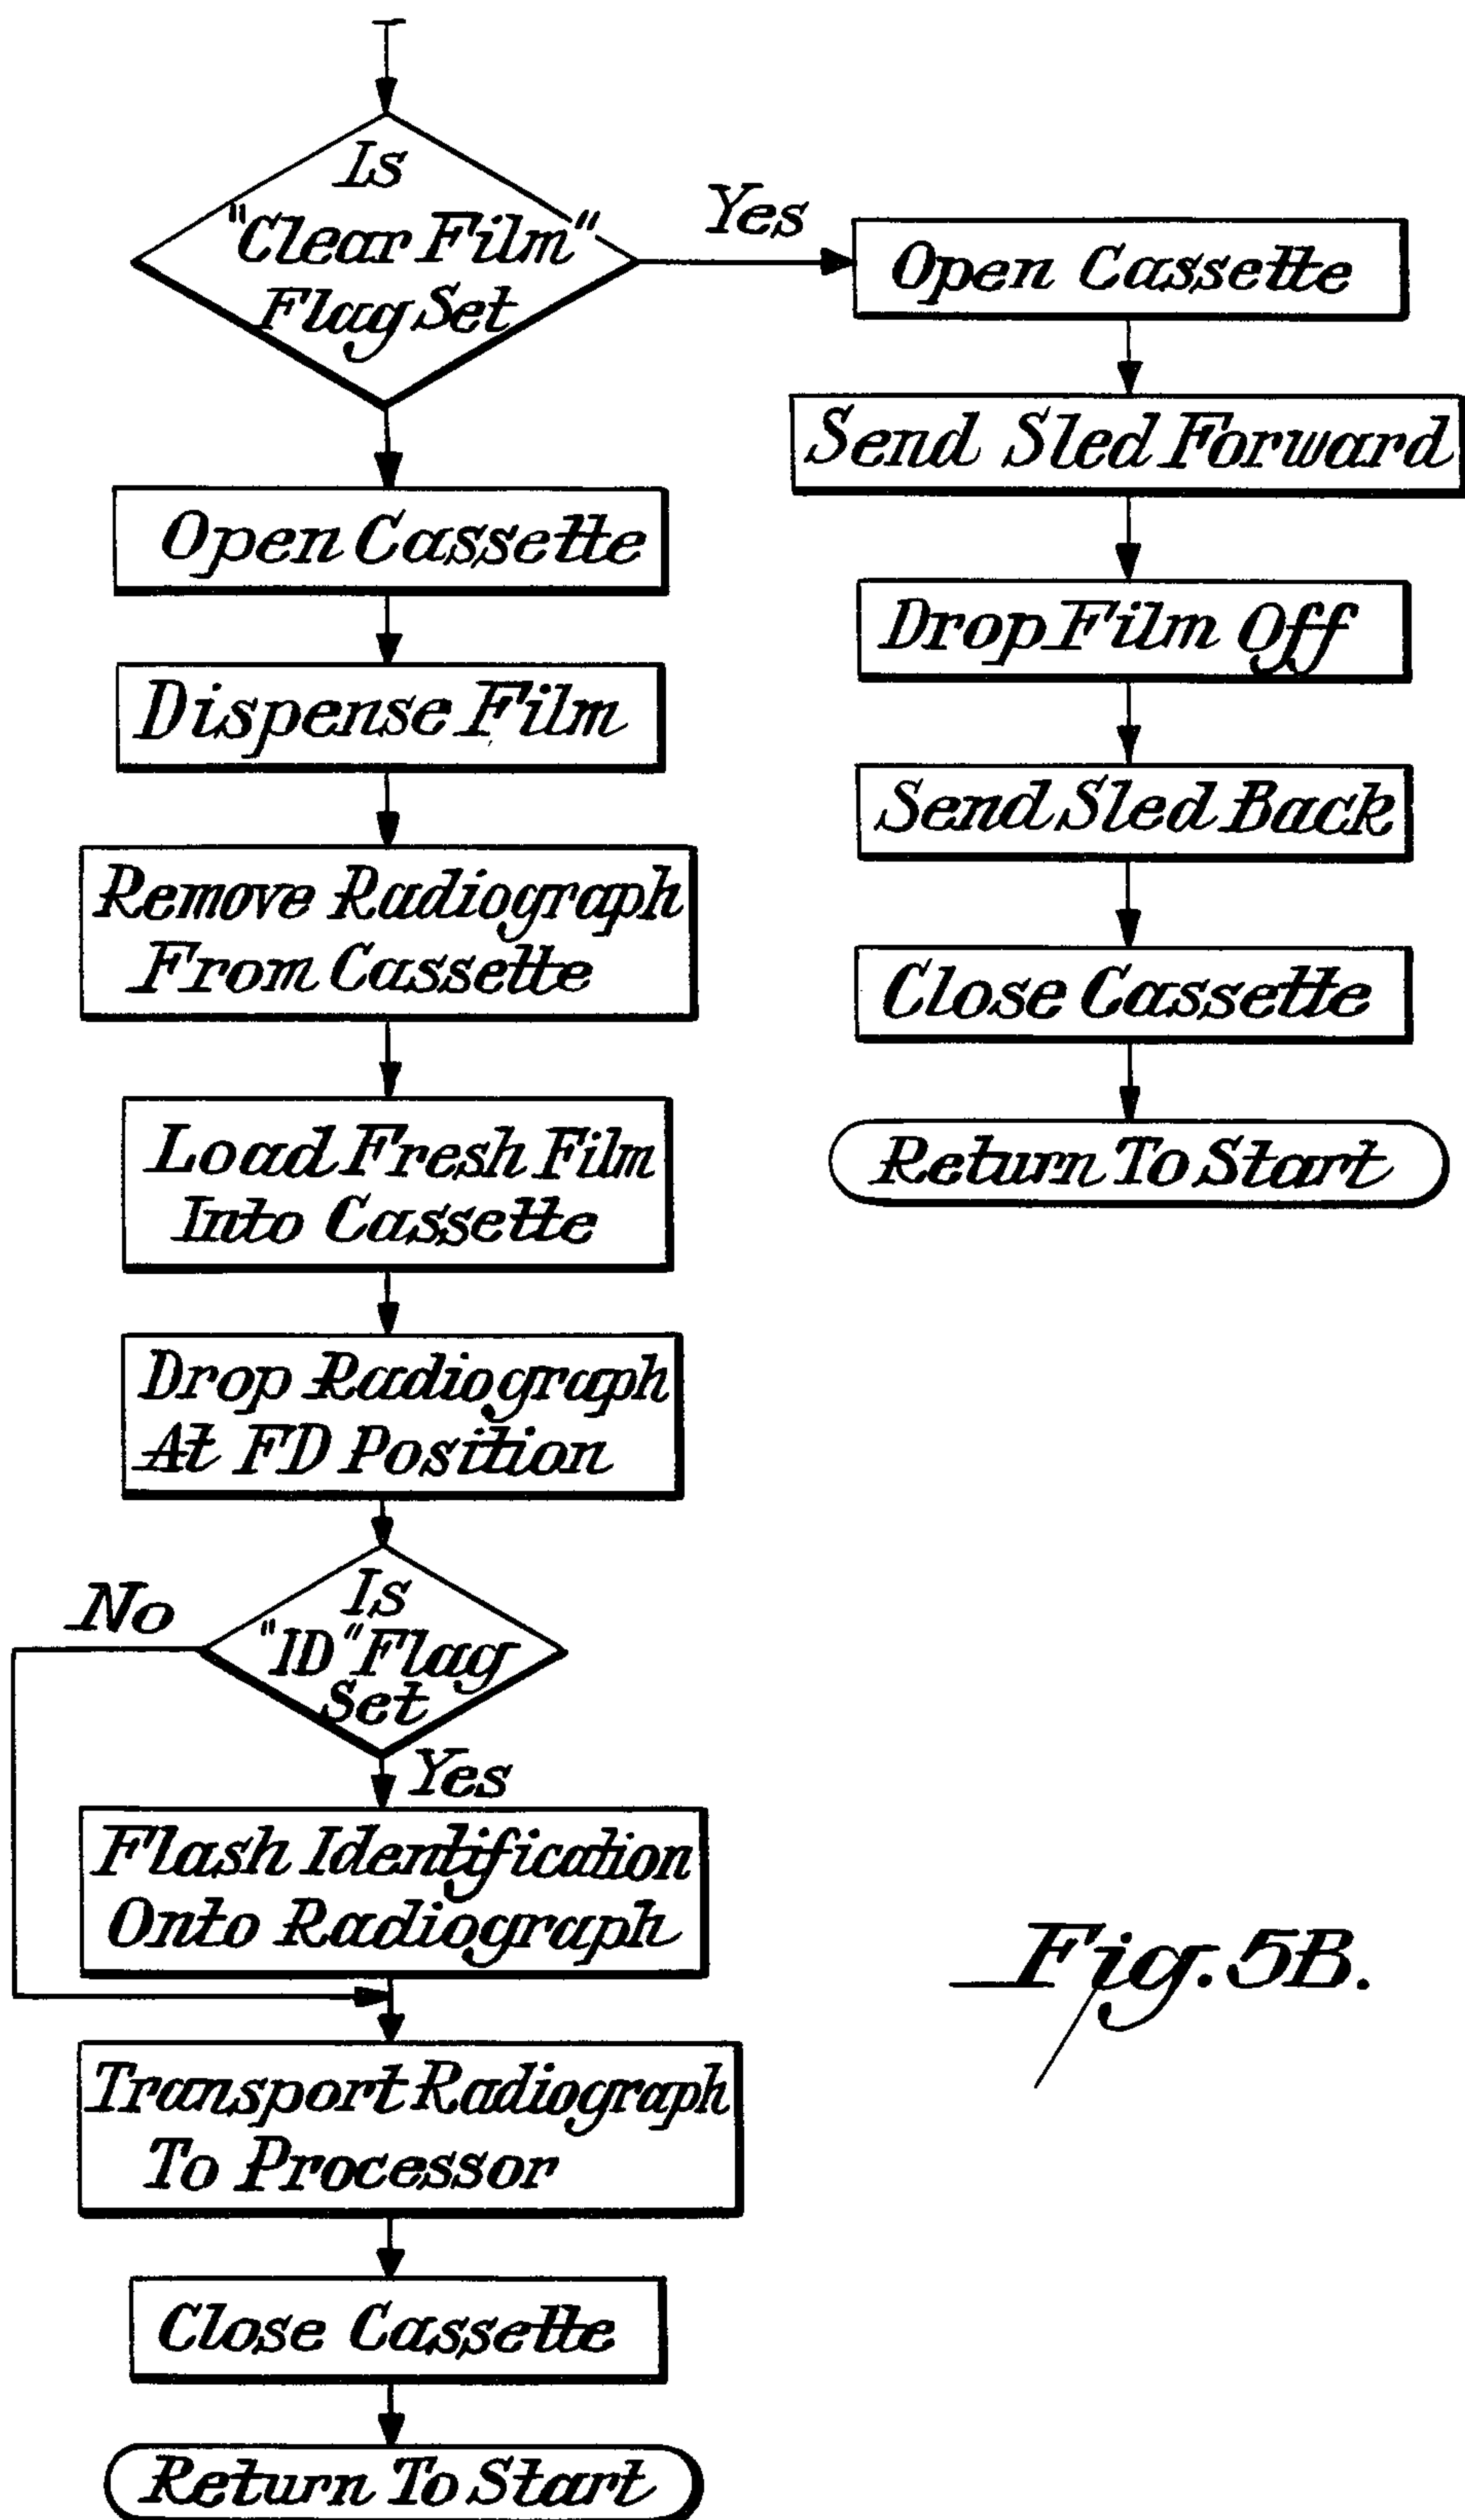 Is
"Clear Film"
Flag Set
Yes
Open Cassette
Send Sled Forward
Drop Film Off
Send Sled Back
Close Cassette
Return To Start
Open Cassette
Dispense Film
Remove Radiograph
From Cassette
Load Fresh Film
Into Cassette
Drop Radiograph
At FD Position
Is
"ID" Flag
Set
No
Yes
Flash Identification
Onto Radiograph
Transport Radiograph
To Processor
Close Cassette
Return To Start
Fig. 5B.